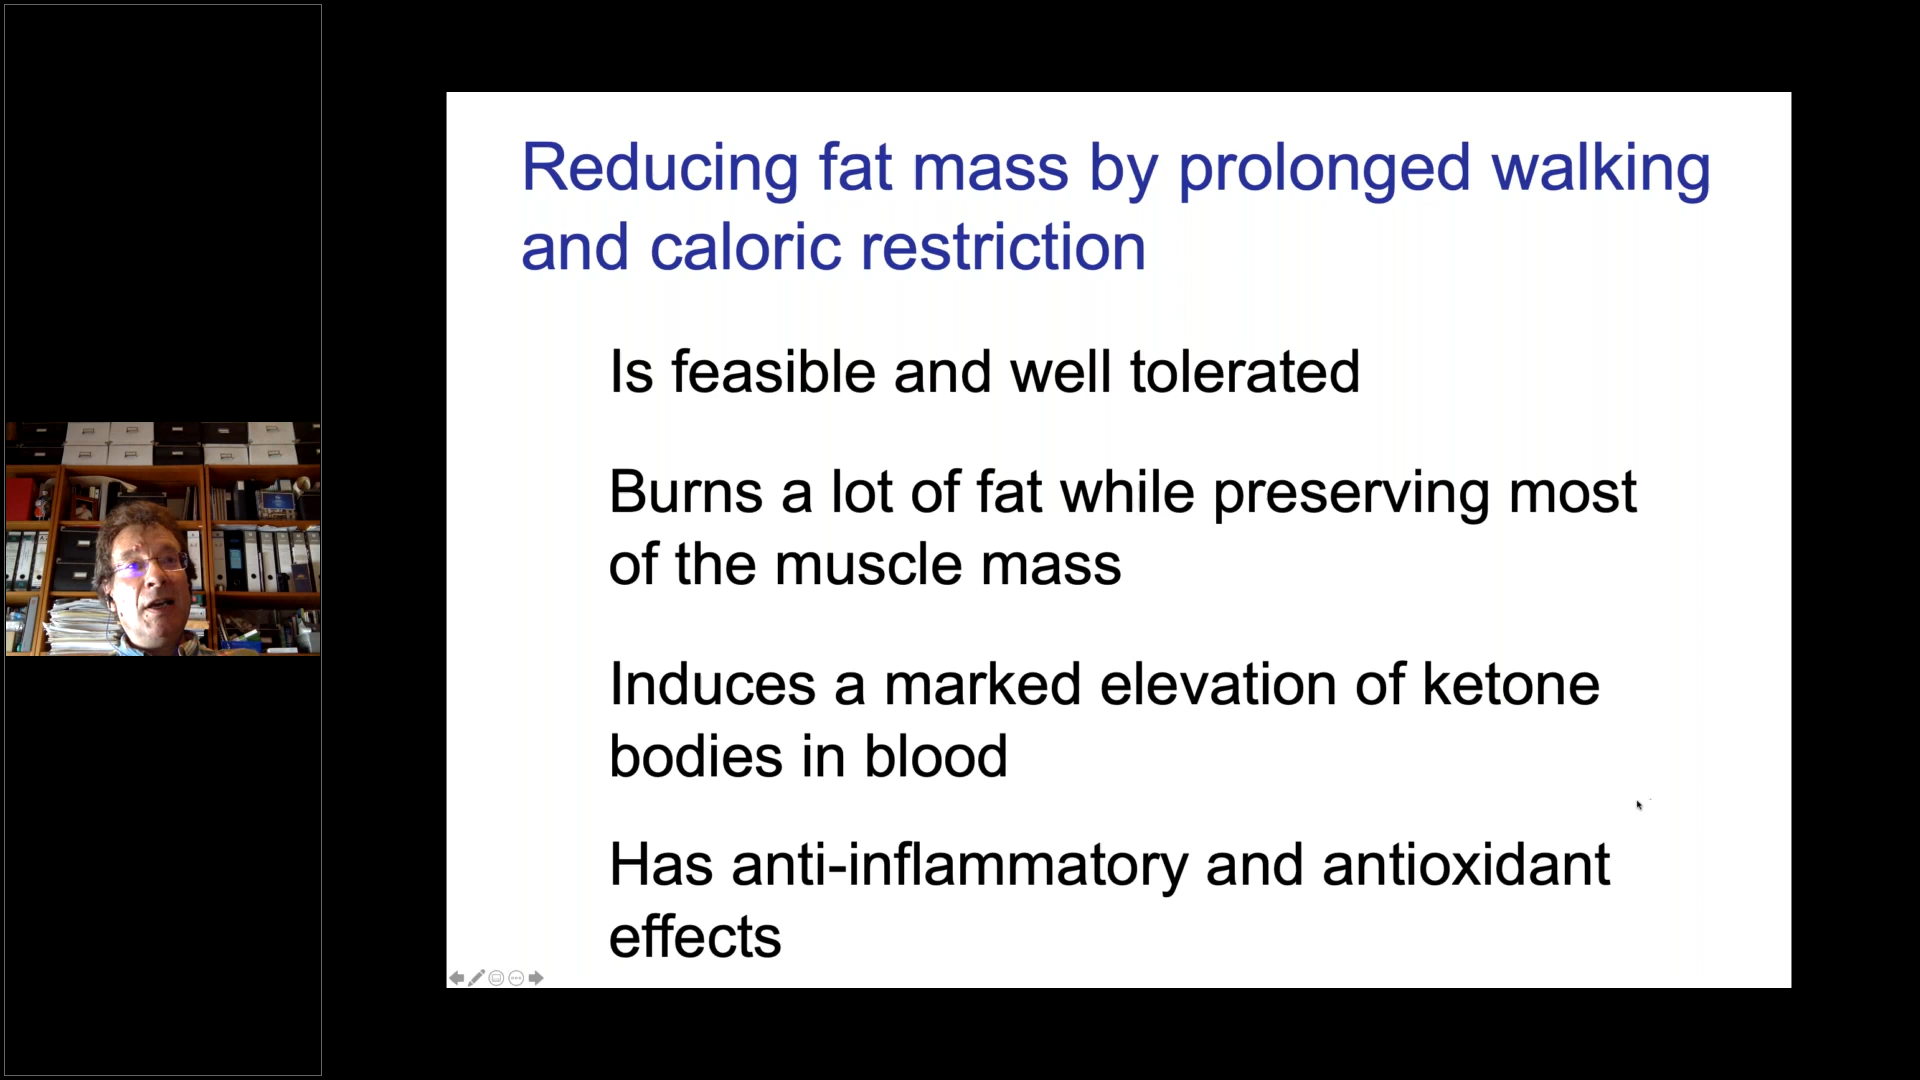 Reducing fat mass by prolonged walking
and caloric restriction
Is feasible and well tolerated
Burns a lot of fat while preserving most
of the muscle mass
Induces a marked elevation of ketone
bodies in blood
Has anti-inflammatory and antioxidant
effects